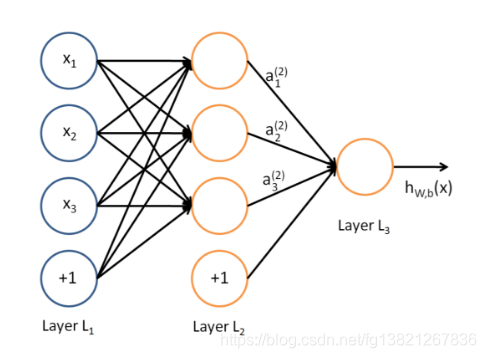 x₁
x₂
x₃
+1
Layer L₁
+1
Layer L₂
a₁⁽²⁾
a₂⁽²⁾
a₃⁽²⁾
Layer L₃
h_{W,b}(x)
https://blog.csdn.net/fg13821267836